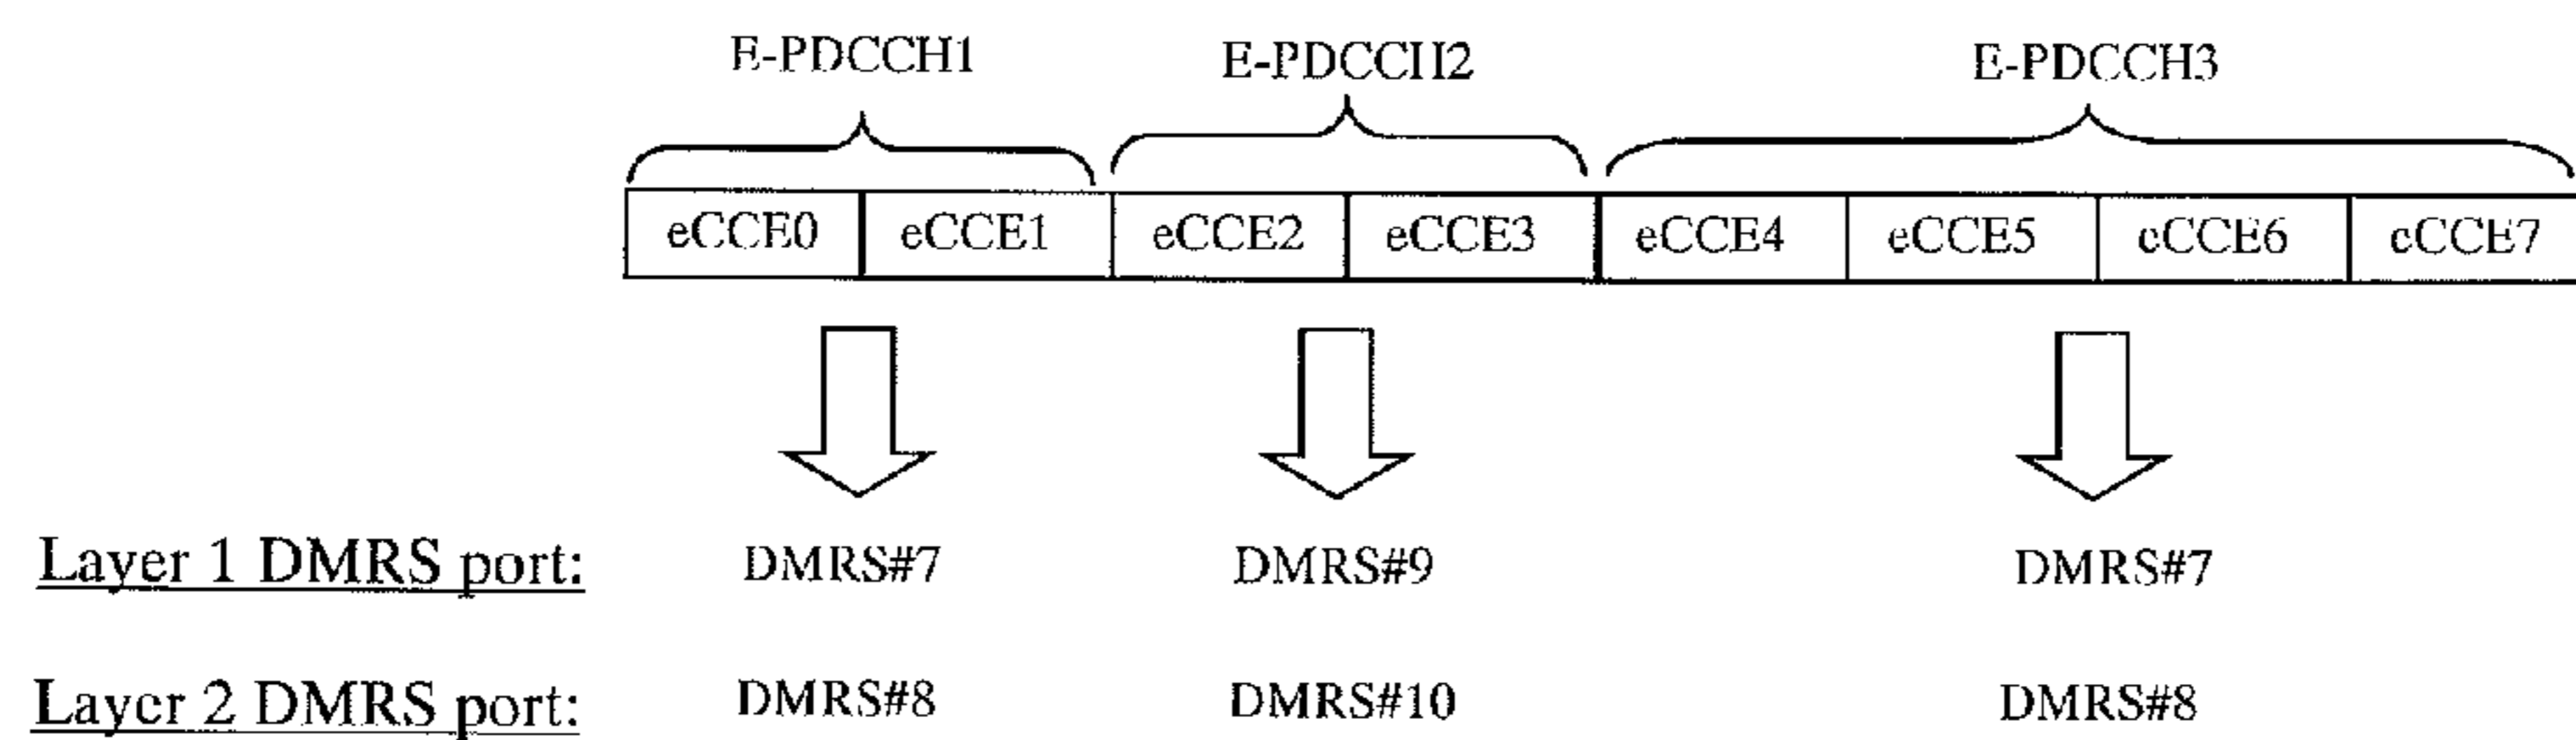 E-PDCCH1 E-PDCCH2 E-PDCCH3
eCCE0 eCCE1 eCCE2 eCCE3 eCCE4 eCCE5 eCCE6 eCCE7
Layer 1 DMRS port: DMRS#7 DMRS#9 DMRS#7
Layer 2 DMRS port: DMRS#8 DMRS#10 DMRS#8